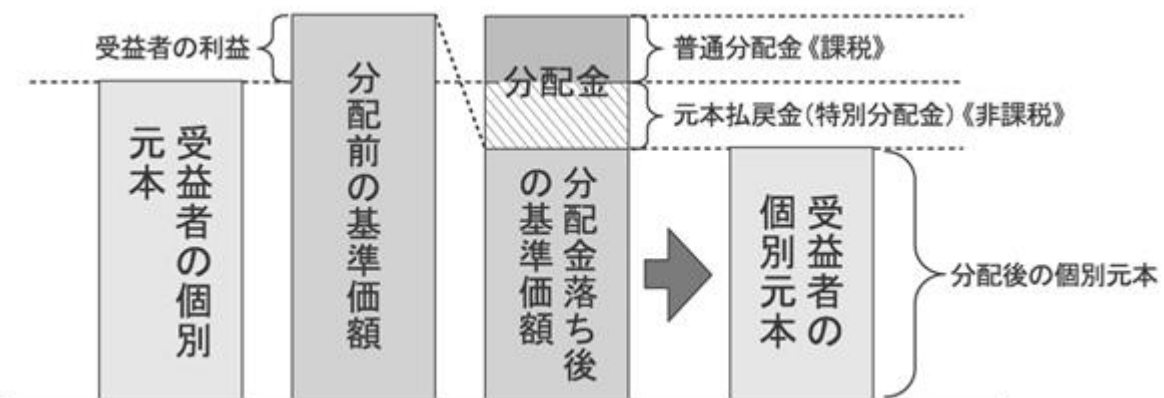 受益者の利益
受益者の個別
元本
分配前の基準価額
分配金
分配金落ち後
の基準価額
普通分配金《課税》
元本払戻金(特別分配金)《非課税》
受益者の
個別元本
分配後の個別元本